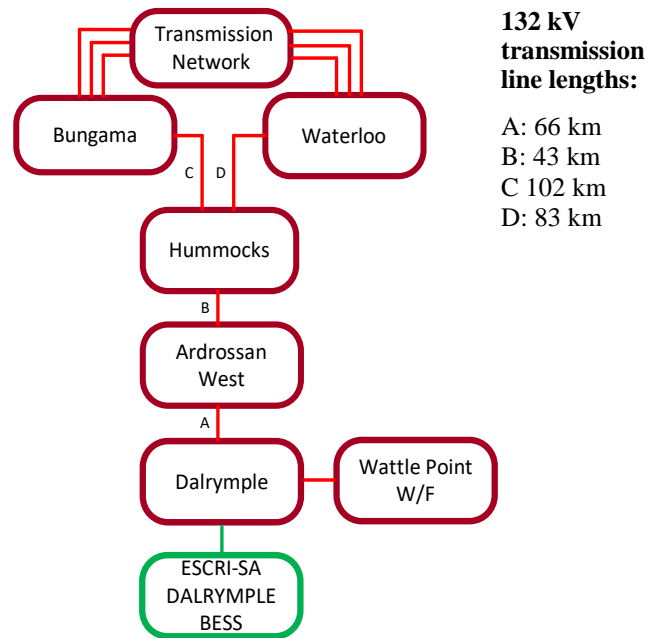 Transmission
Network
Bungama
Waterloo
C
D
Hummocks
B
Ardrossan
West
A
Dalrymple
Wattle Point
W/F
ESCRI-SA
DALRYMPLE
BESS
132 kV
transmission
line lengths:
A: 66 km
B: 43 km
C 102 km
D: 83 km